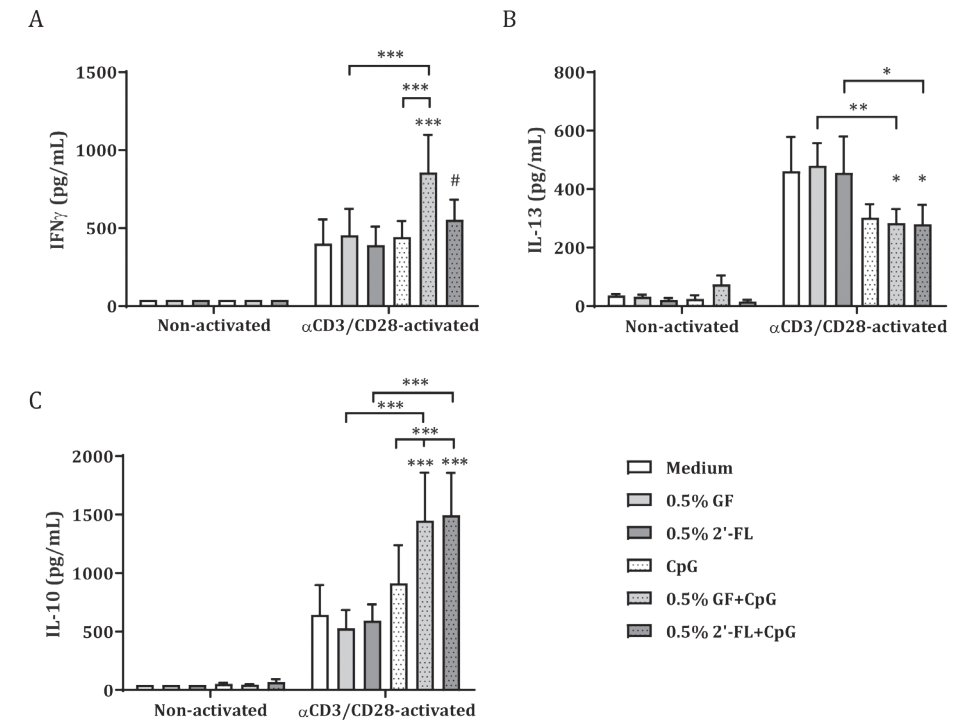 A
IFNγ (pg/mL)
1500
1000
500
0
***
***
***
#
Non-activated
αCD3/CD28-activated
B
IL-13 (pg/mL)
800
600
400
200
0
*
**
*
*
Non-activated
αCD3/CD28-activated
C
IL-10 (pg/mL)
2000
1500
1000
500
0
***
***
***
***
***
Non-activated
αCD3/CD28-activated
Medium
0.5% GF
0.5% 2'-FL
CpG
0.5% GF+CpG
0.5% 2'-FL+CpG